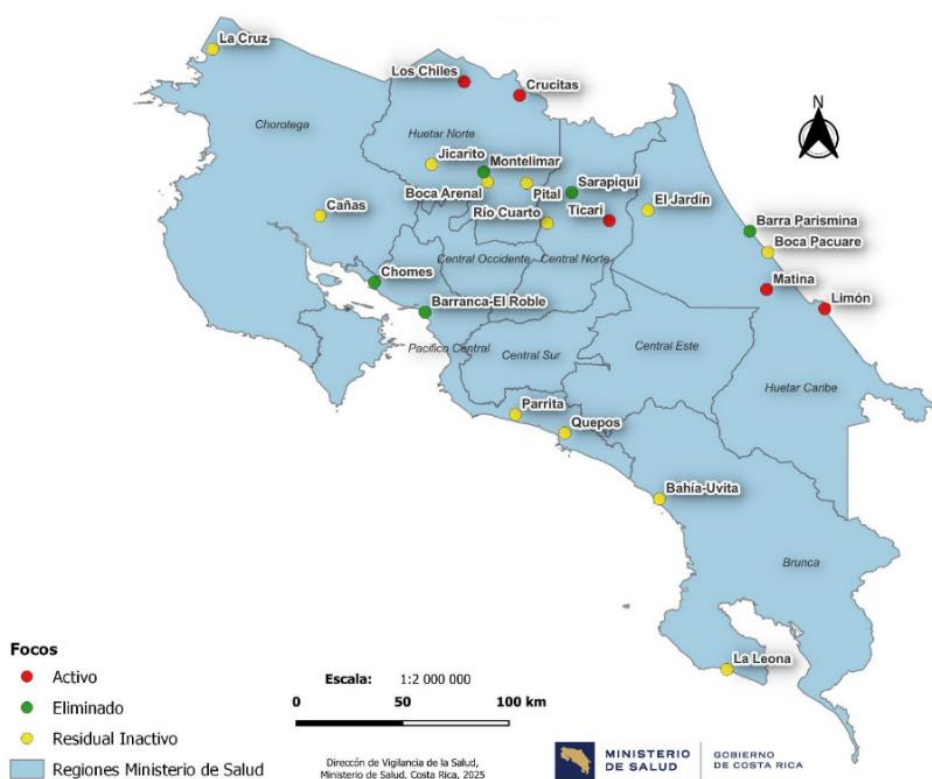 La Cruz
Los Chiles
Crucitas
N
Chorotega
Huetar Norte
Jicarito
Montelimar
Boca Arenal
Pital
Sarapiquí
Cañas
Río Cuarto
Ticari
El Jardín
Barra Parismina
Boca Pacuare
Central Occidente
Central Norte
Chomes
Matina
Limón
Barranca-El Roble
Pacífico Central
Central Sur
Central Este
Huetar Caribe
Parrita
Quepos
Bahía-Uvita
Brunca
La Leona
Focos
Activo
Eliminado
Residual Inactivo
Regiones Ministerio de Salud
Escala: 1:2 000 000
0 50 100 km
Direccón de Vigilancia de la Salud,
Ministerio de Salud, Costa Rica, 2025
MINISTERIO
DE SALUD
GOBIERNO
DE COSTA RICA